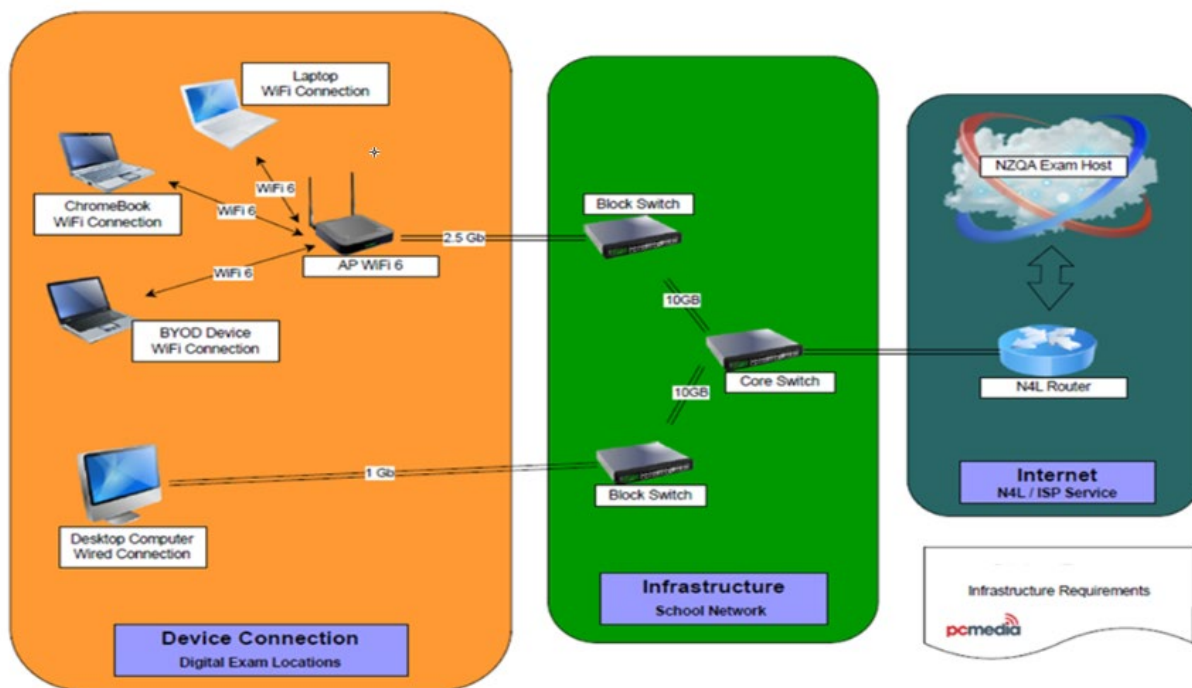 Laptop
WiFi Connection
ChromeBook
WiFi Connection
WiFi 6
WiFi 6
WiFi 6
AP WiFi 6
BYOD Device
WiFi Connection
Desktop Computer
Wired Connection
Device Connection
Digital Exam Locations
2.5 Gb
1 Gb
Block Switch
10GB
Core Switch
10GB
Block Switch
Infrastructure
School Network
NZQA Exam Host
N4L Router
Internet
N4L / ISP Service
Infrastructure Requirements
pcmedia